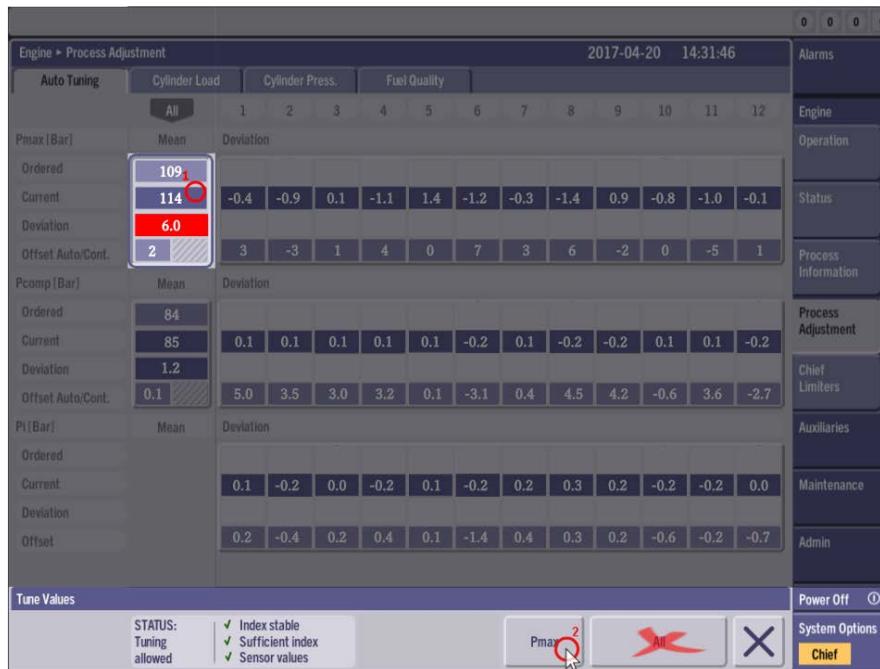 0 0 0
Engine ▸ Process Adjustment 2017-04-20 14:31:46 Alarms
Auto Tuning Cylinder Load Cylinder Press. Fuel Quality
All 1 2 3 4 5 6 7 8 9 10 11 12 Engine
Pmax [Bar] Mean Deviation Operation
Ordered 109 1
Current 114 -0.4 -0.9 0.1 -1.1 1.4 -1.2 -0.3 -1.4 0.9 -0.8 -1.0 -0.1 Status
Deviation 6.0
Offset Auto/Cont. 2 3 -3 1 4 0 7 3 6 -2 0 -5 1 Process
Information
Pcomp [Bar] Mean Deviation
Ordered 84 Process
Adjustment
Current 85 0.1 0.1 0.1 0.1 0.1 -0.2 0.1 -0.2 -0.2 0.1 0.1 -0.2
Deviation 1.2 Chief
Limiters
Offset Auto/Cont. 0.1 5.0 3.5 3.0 3.2 0.1 -3.1 0.4 4.5 4.2 -0.6 3.6 -2.7
Pi [Bar] Mean Deviation Auxiliaries
Ordered
Current 0.1 -0.2 0.0 -0.2 0.1 -0.2 0.2 0.3 0.2 -0.2 -0.2 0.0 Maintenance
Deviation
Offset 0.2 -0.4 0.2 0.4 0.1 -1.4 0.4 0.3 0.2 -0.6 -0.2 -0.7 Admin
Tune Values Power Off
STATUS: ✓ Index stable System Options
Tuning ✓ Sufficient index Pmax 2 All
allowed ✓ Sensor values Chief